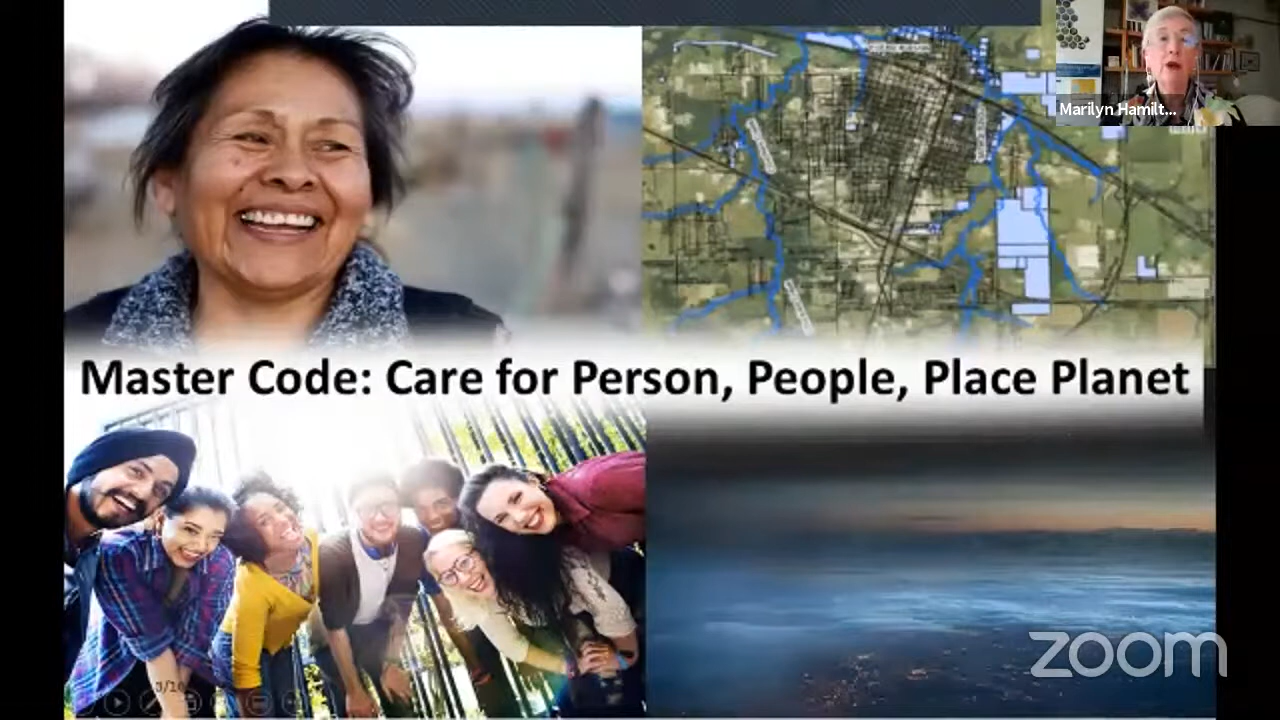 Marilyn Hamilt...
Master Code: Care for Person, People, Place Planet
zoom